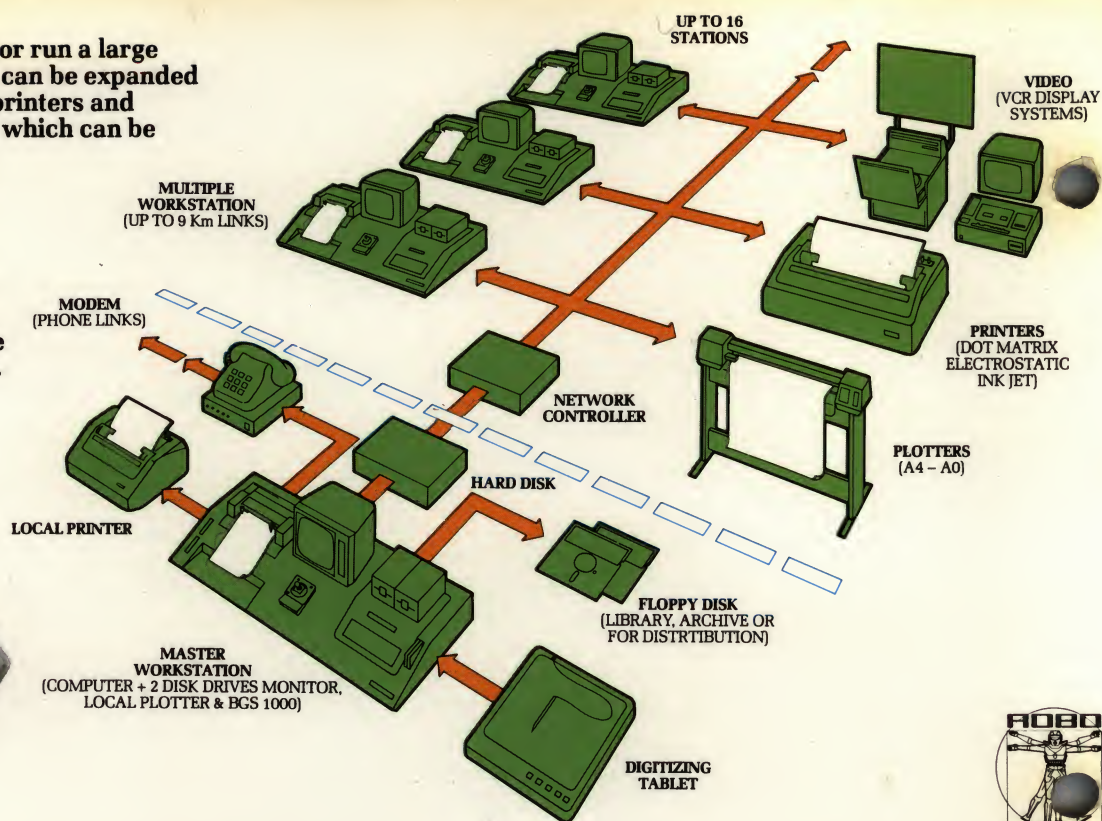 or run a large
can be expanded
printers and
which can be
UP TO 16
STATIONS
VIDEO
(VCR DISPLAY
SYSTEMS)
MULTIPLE
WORKSTATION
(UP TO 9 Km LINKS)
MODEM
(PHONE LINKS)
PRINTERS
(DOT MATRIX
ELECTROSTATIC
INK JET)
NETWORK
CONTROLLER
PLOTTERS
(A4 – A0)
HARD DISK
LOCAL PRINTER
FLOPPY DISK
(LIBRARY, ARCHIVE OR
FOR DISTRTIBUTION)
MASTER
WORKSTATION
(COMPUTER + 2 DISK DRIVES MONITOR,
LOCAL PLOTTER & BGS 1000)
DIGITIZING
TABLET
ROBO